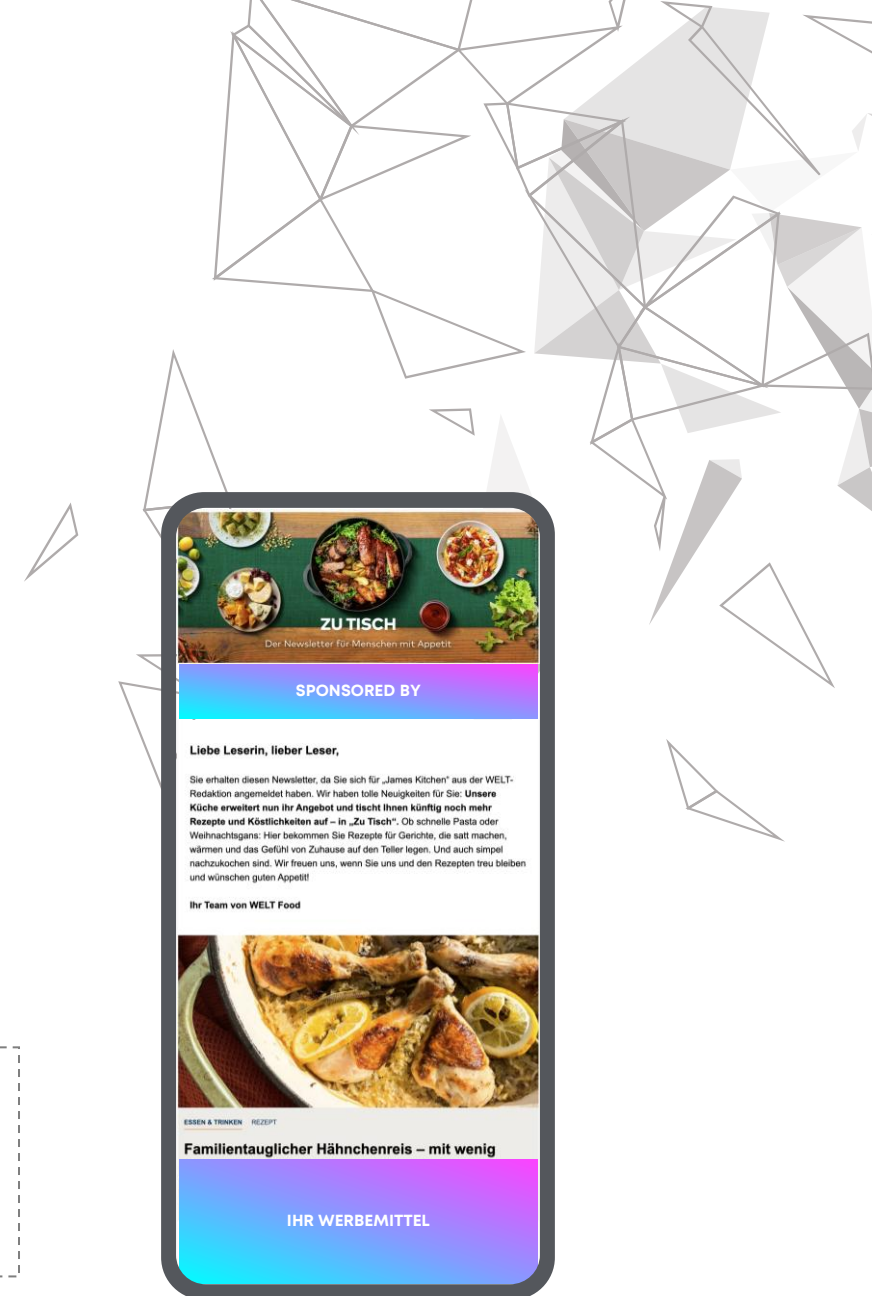 ZU TISCH
Der Newsletter für Menschen mit Appetit
SPONSORED BY
Liebe Leserin, lieber Leser,
Sie erhalten diesen Newsletter, da Sie sich für „James Kitchen" aus der WELT-
Redaktion angemeldet haben. Wir haben tolle Neuigkeiten für Sie: Unsere
Küche erweitert nun ihr Angebot und tischt Ihnen künftig noch mehr
Rezepte und Köstlichkeiten auf – in „Zu Tisch“. Ob schnelle Pasta oder
Weihnachtsgans: Hier bekommen Sie Rezepte für Gerichte, die satt machen,
wärmen und das Gefühl von Zuhause auf den Teller legen. Und auch simpel
nachzukochen sind. Wir freuen uns, wenn Sie uns und den Rezepten treu bleiben
und wünschen guten Appetit!
Ihr Team von WELT Food
ESSEN & TRINKEN REZEPT
Familientauglicher Hähnchenreis – mit wenig
IHR WERBEMITTEL